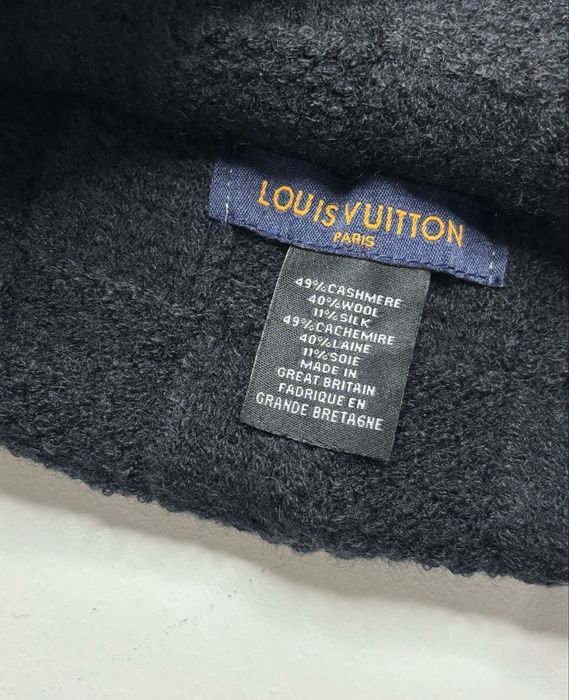 LOUIS VUITTON
PARIS
49%CASHMERE
40%WOOL
11%SILK
49%CACHEMIRE
40%LAINE
11%SOIE
MADE IN
GREAT BRITAIN
FABRIQUE EN
GRANDE BRETAGNE